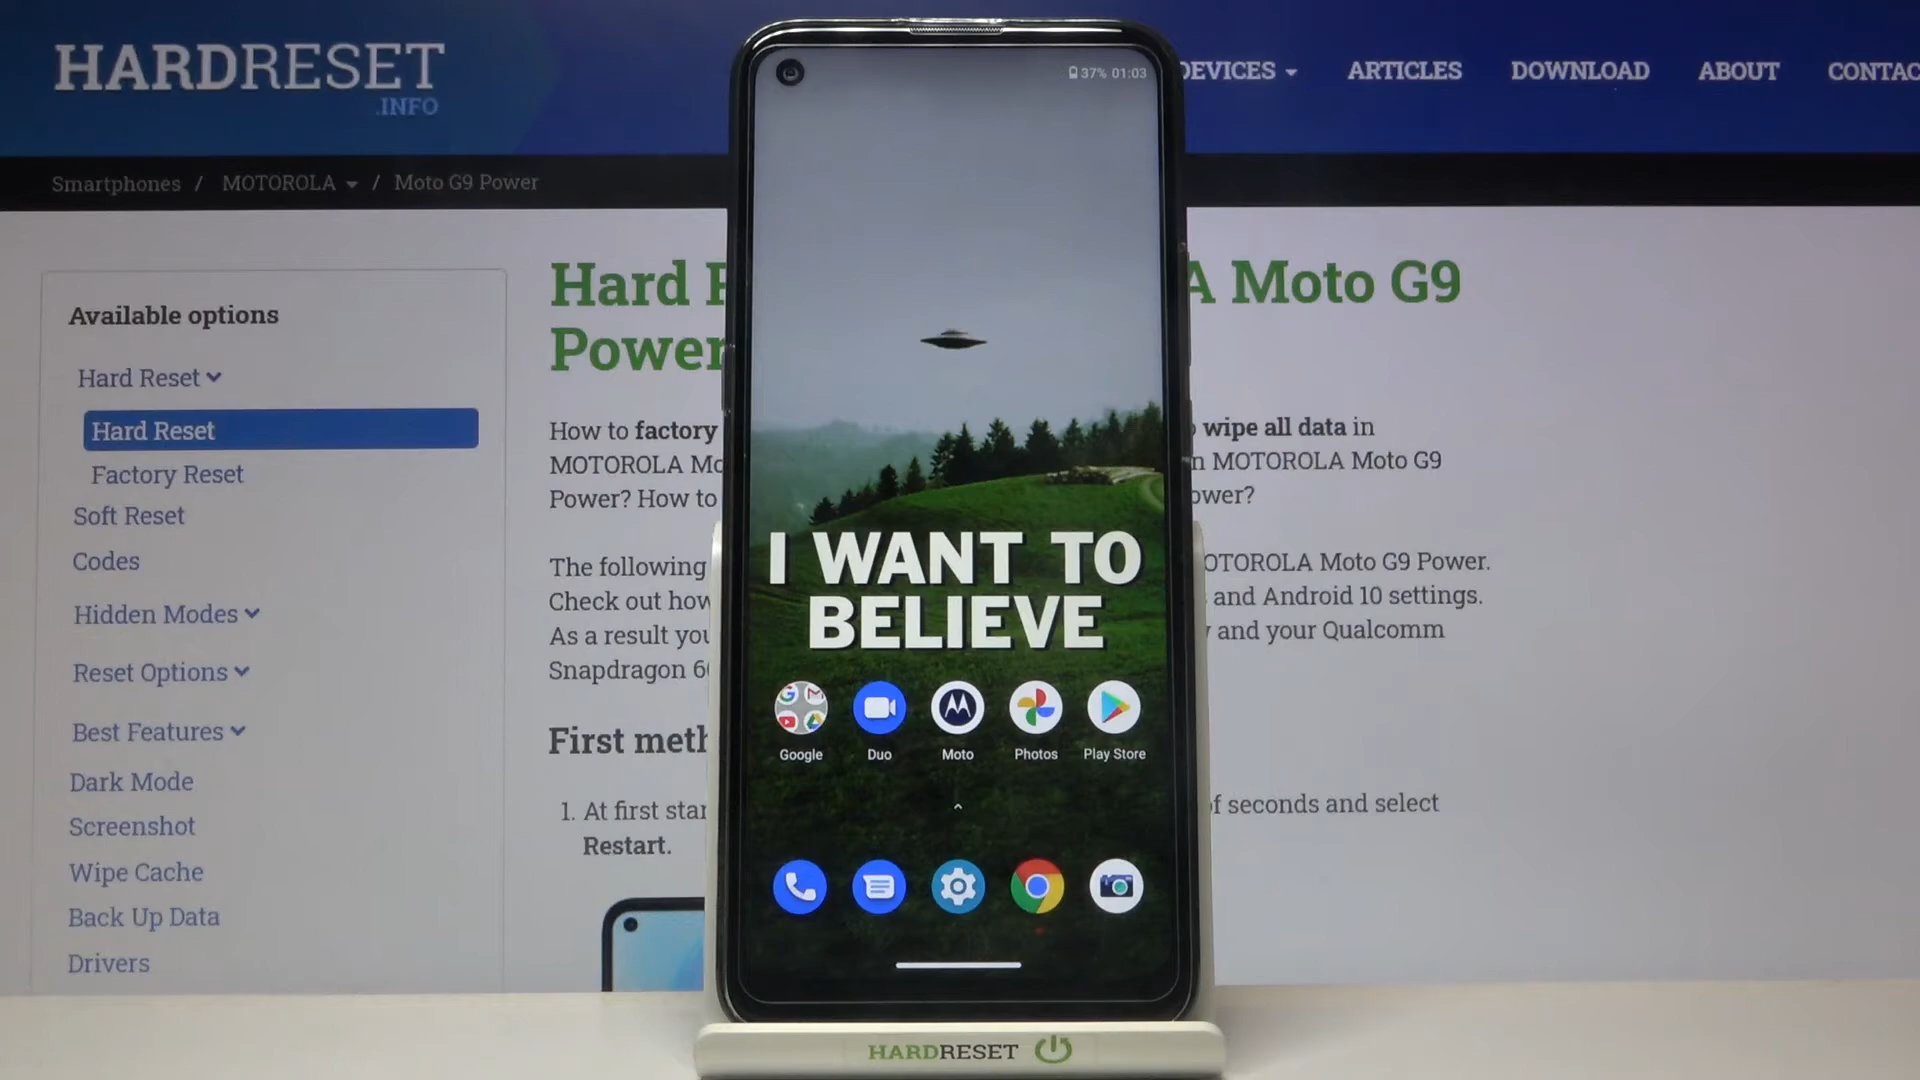 HARDRESET
.INFO
DEVICES
ARTICLES
DOWNLOAD
ABOUT
CONTAC
Smartphones / MOTOROLA / Moto G9 Power
Available options
Hard Reset
Hard Reset
Factory Reset
Soft Reset
Codes
Hidden Modes
Reset Options
Best Features
Dark Mode
Screenshot
Wipe Cache
Back Up Data
Drivers
Hard
A Moto G9
Power
How to factory
wipe all data in
MOTOROLA Mo
n MOTOROLA Moto G9
Power? How to
ower?
The following
OTOROLA Moto G9 Power.
Check out how
and Android 10 settings.
As a result you
and your Qualcomm
Snapdragon 6
First meth
1. At first star
of seconds and select
Restart.
37% 01:03
I WANT TO
BELIEVE
Google
Duo
Moto
Photos
Play Store
HARDRESET